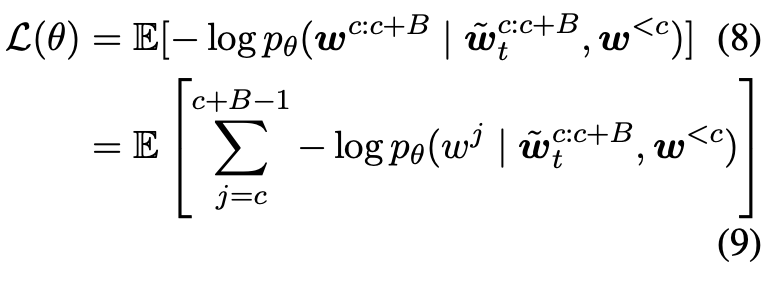 ℒ(θ) = 𝔼[− log p_θ(𝒘^{c:c+B} | 𝒘̃_t^{c:c+B}, 𝒘^{<c})] (8)
= 𝔼 [ ∑_{j=c}^{c+B−1} − log p_θ(w^j | 𝒘̃_t^{c:c+B}, 𝒘^{<c}) ]
(9)